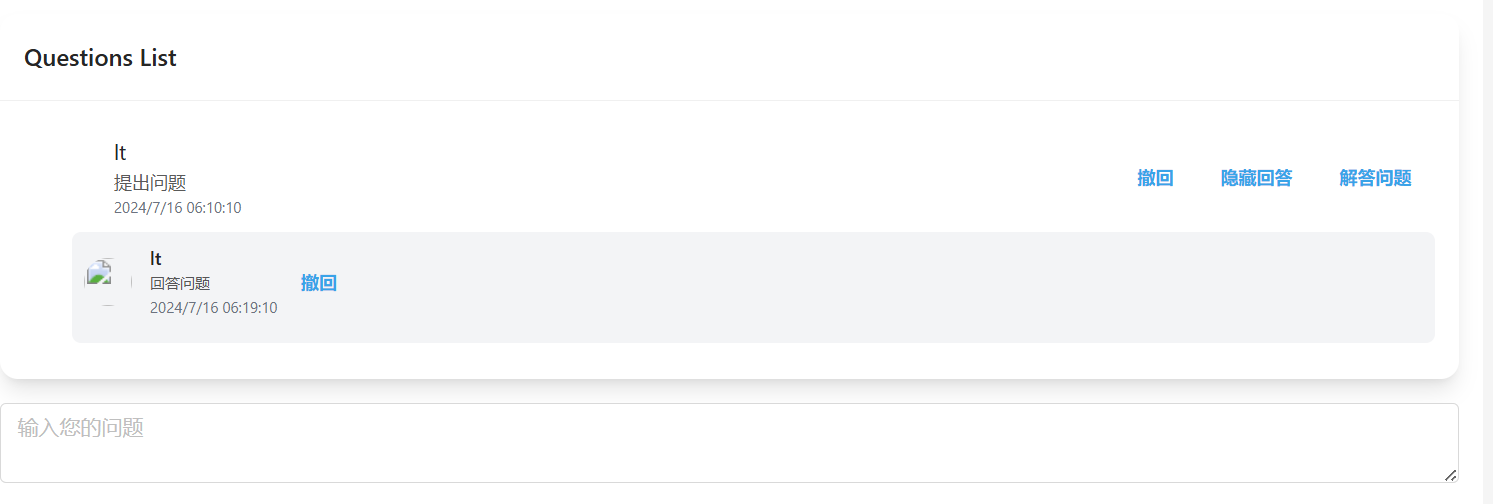 Questions List
lt
提出问题
2024/7/16 06:10:10
撤回 隐藏回答 解答问题
lt
回答问题
撤回
2024/7/16 06:19:10
输入您的问题